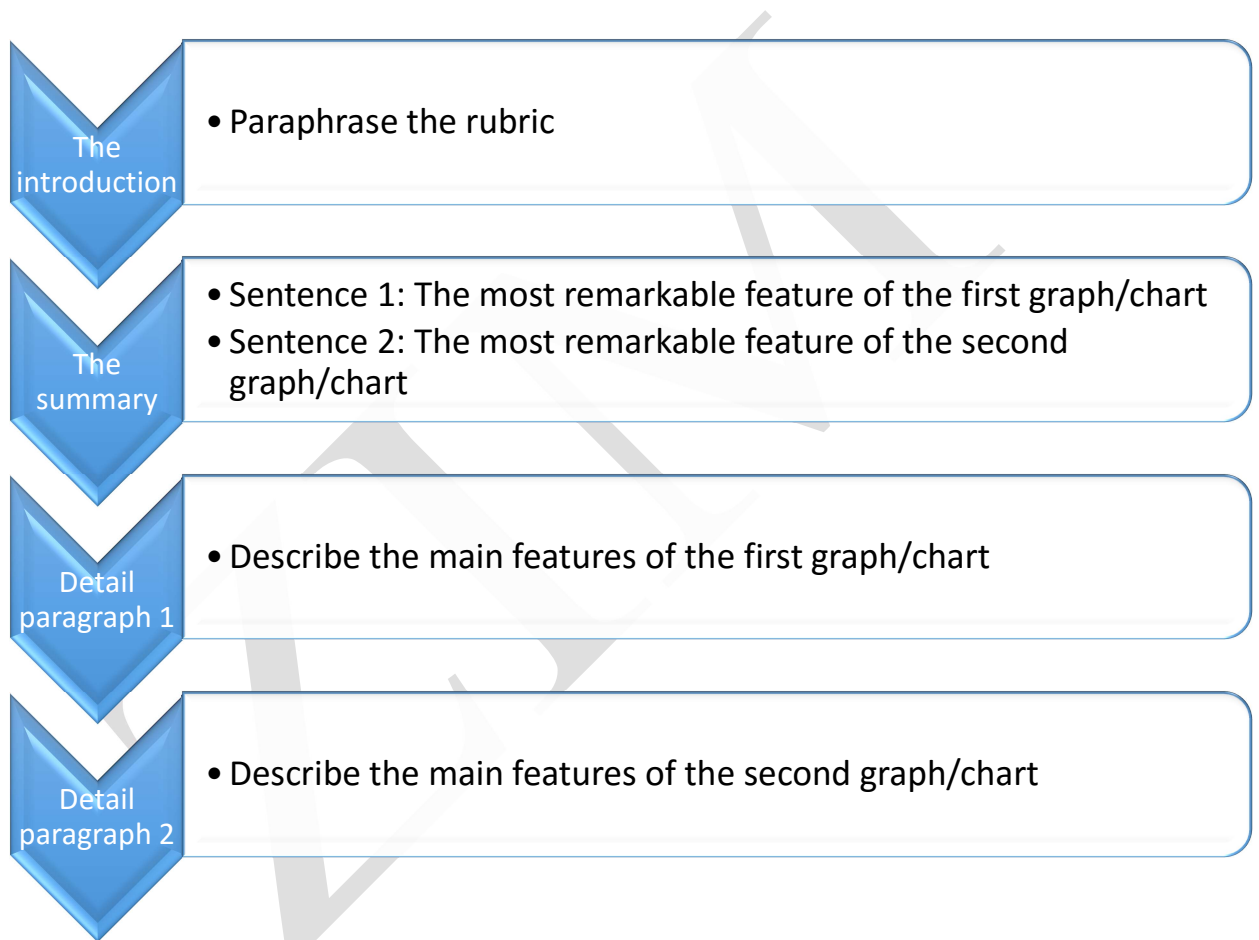 The
introduction
• Paraphrase the rubric
The
summary
• Sentence 1: The most remarkable feature of the first graph/chart
• Sentence 2: The most remarkable feature of the second
graph/chart
Detail
paragraph 1
• Describe the main features of the first graph/chart
Detail
paragraph 2
• Describe the main features of the second graph/chart
ZIM